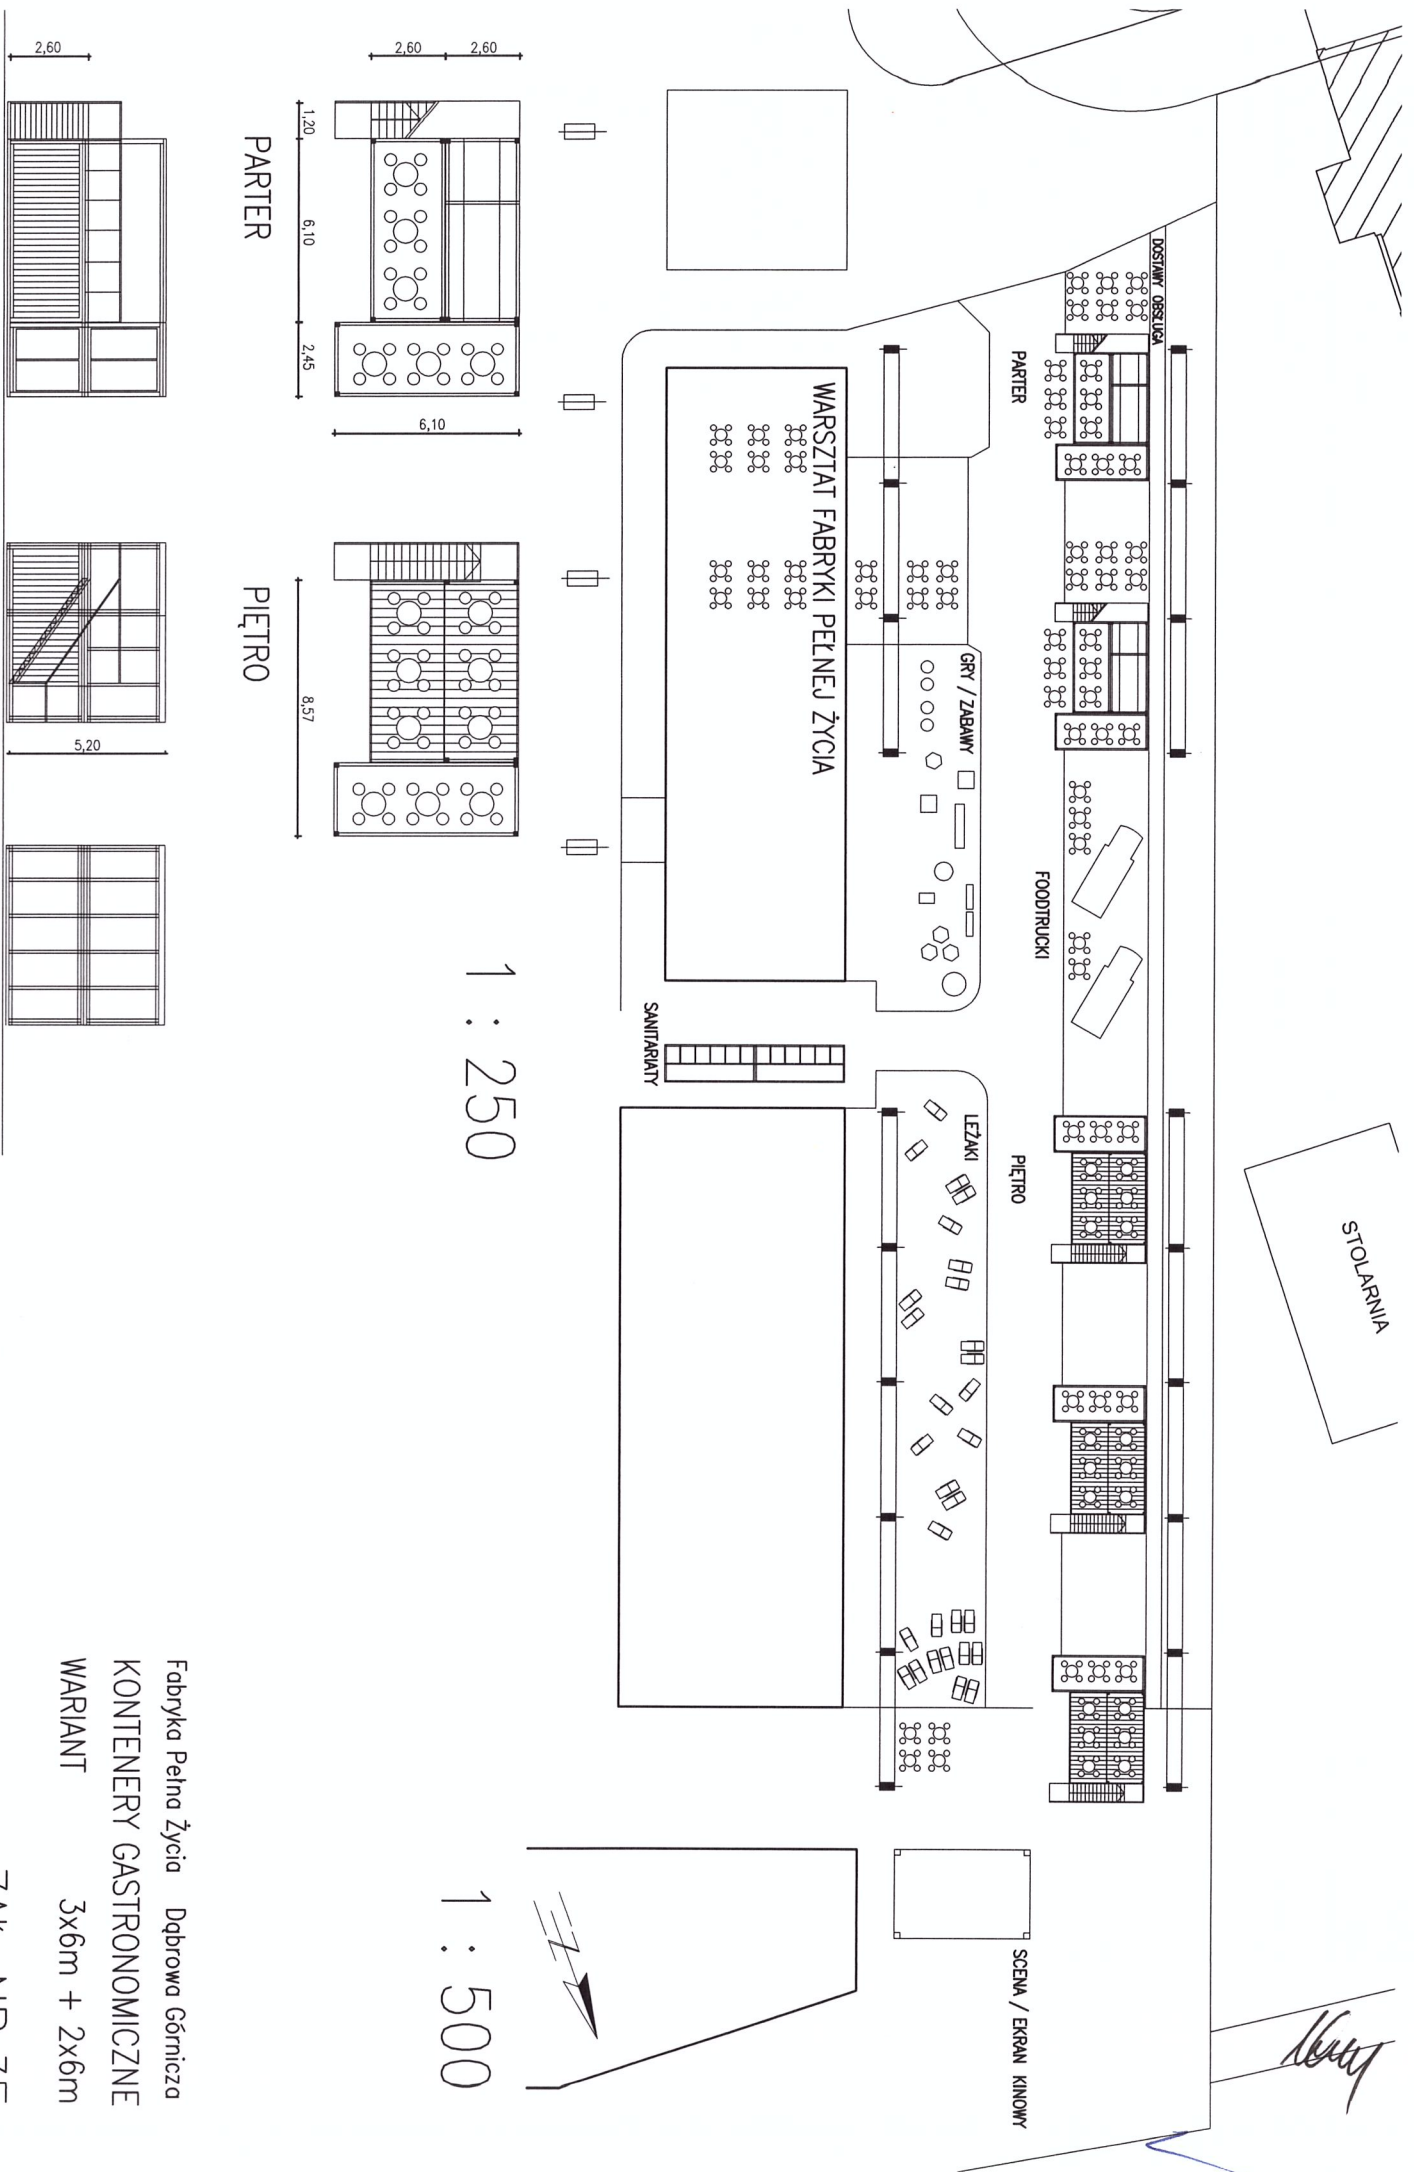 STOLARNIA
DOSTAWY OBSŁUGA
PARTER
FOODTRUCKI
PIĘTRO
SCENA / EKRAN KINOWY
GRY / ZABAWY
LEŻAKI
WARSZTAT FABRYKI PEŁNEJ ŻYCIA
SANITARIATY
2,60
2,60
6,10
1,20
6,10
2,45
8,57
PARTER
PIĘTRO
1 : 250
1 : 500
2,60
5,20
Fabryka Pełna Życia Dąbrowa Górnicza
KONTENERY GASTRONOMICZNE
WARIANT 3x6m + 2x6m